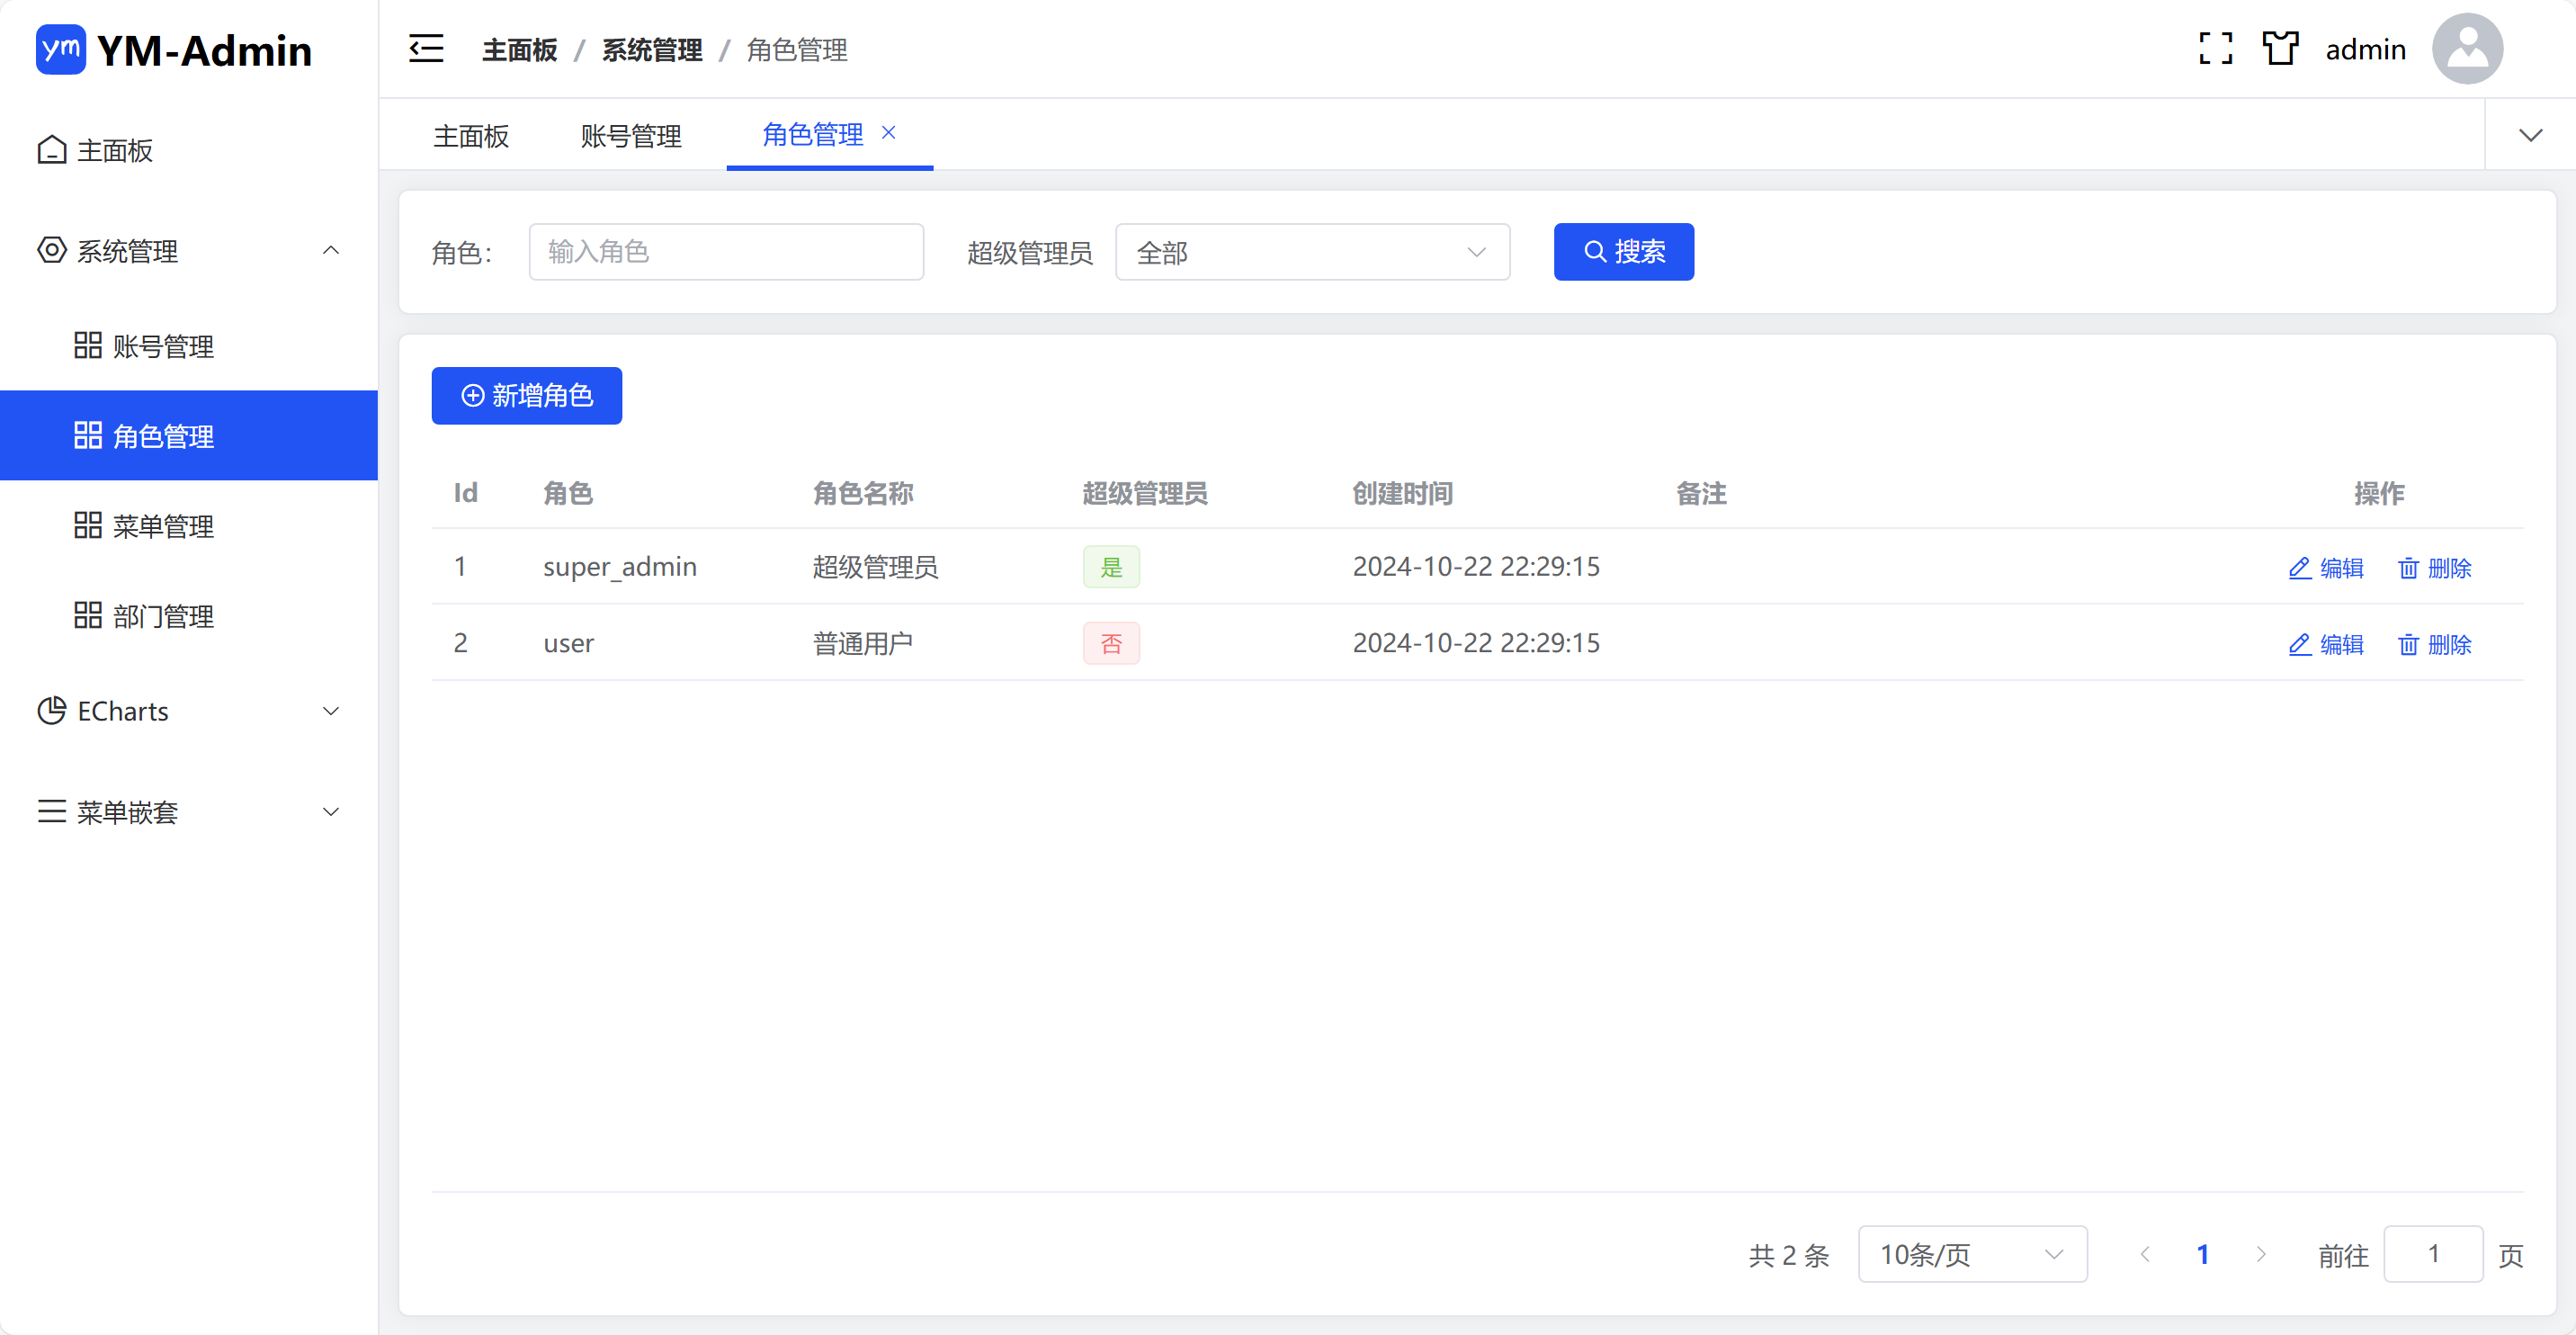 ym YM-Admin
主面板 / 系统管理 / 角色管理
admin
主面板
系统管理
账号管理
角色管理
菜单管理
部门管理
ECharts
菜单嵌套
主面板 账号管理 角色管理
角色: 输入角色 超级管理员 全部 搜索
新增角色
Id 角色 角色名称 超级管理员 创建时间 备注 操作
1 super_admin 超级管理员 是 2024-10-22 22:29:15 编辑 删除
2 user 普通用户 否 2024-10-22 22:29:15 编辑 删除
共 2 条 10条/页 1 前往 1 页